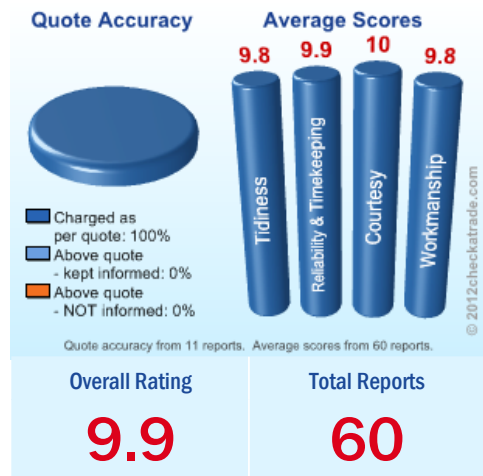 Quote Accuracy
Average Scores
9.8
9.9
10
9.8
Tidiness
Reliability & Timekeeping
Courtesy
Workmanship
Charged as
per quote: 100%
Above quote
- kept informed: 0%
Above quote
- NOT informed: 0%
© 2012checkatrade.com
Quote accuracy from 11 reports. Average scores from 60 reports.
Overall Rating
Total Reports
9.9
60